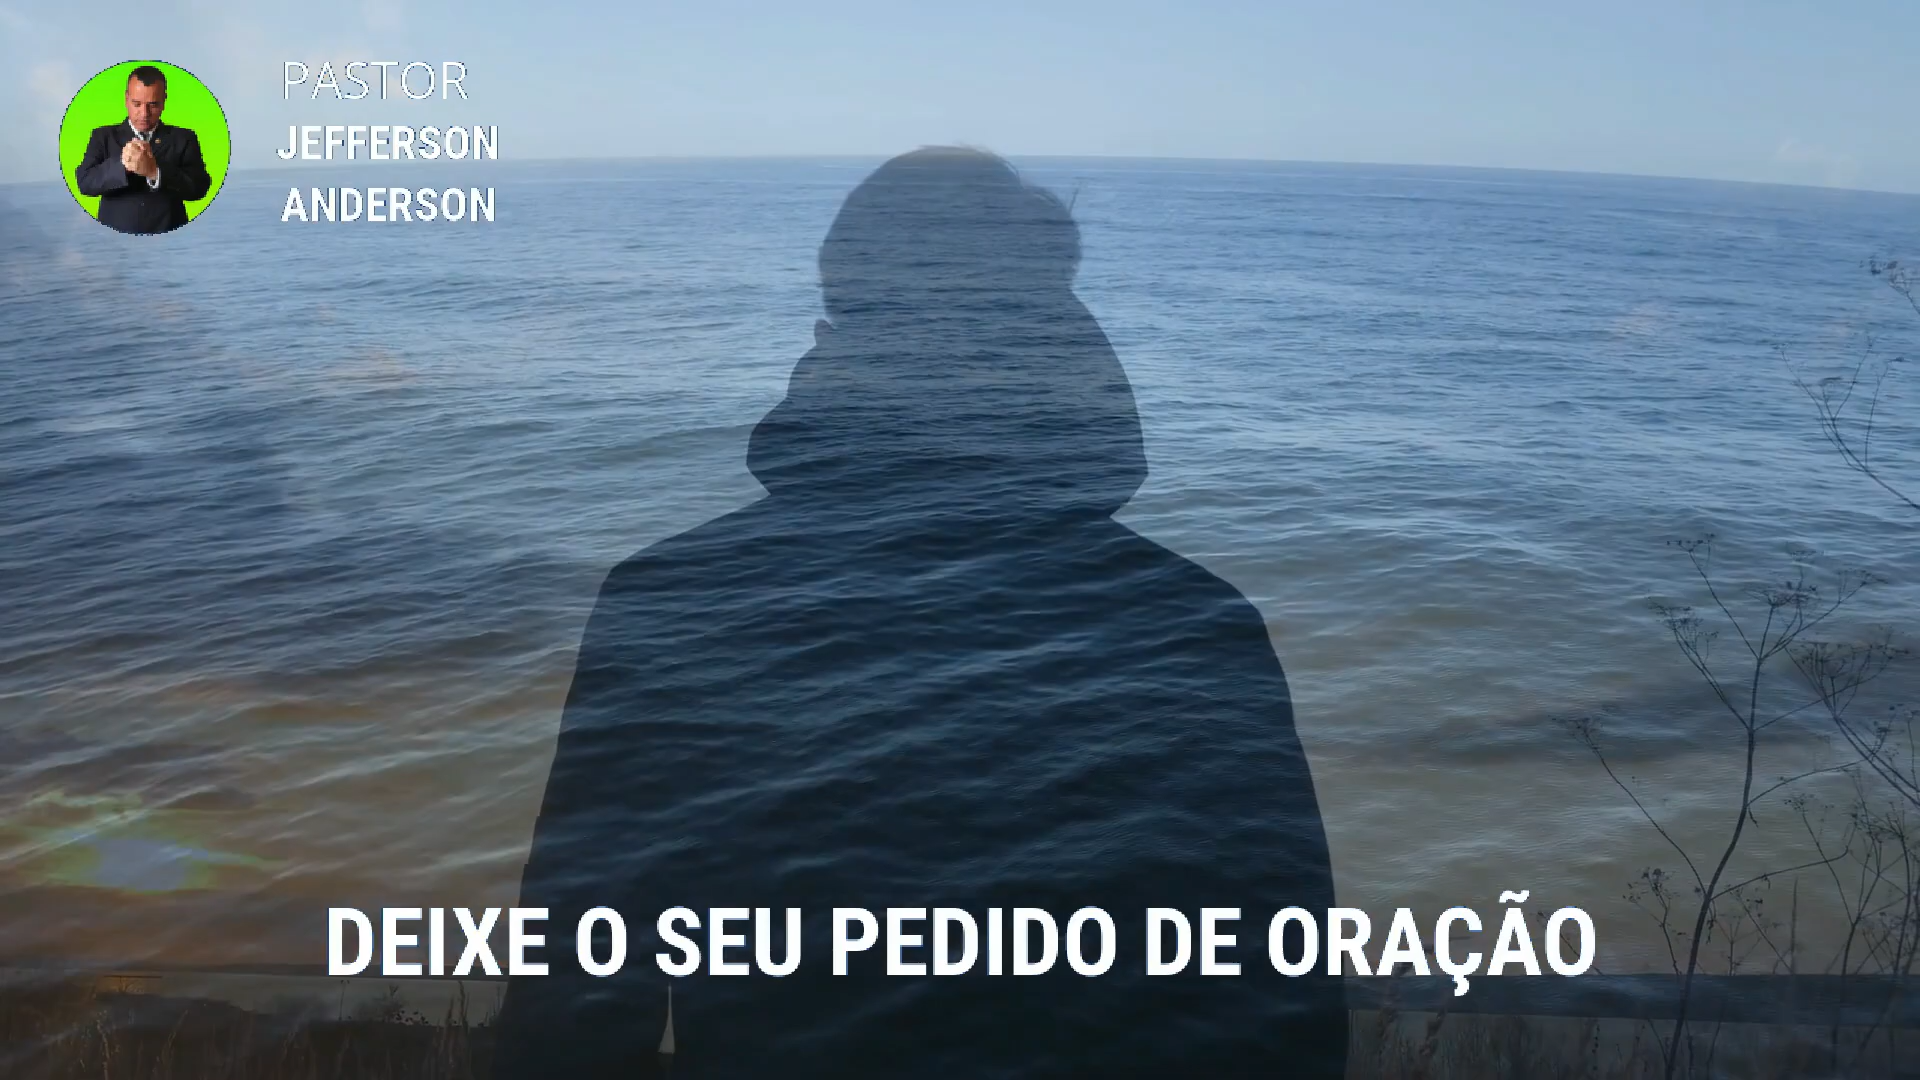 PASTOR
JEFFERSON
ANDERSON
DEIXE O SEU PEDIDO DE ORAÇÃO